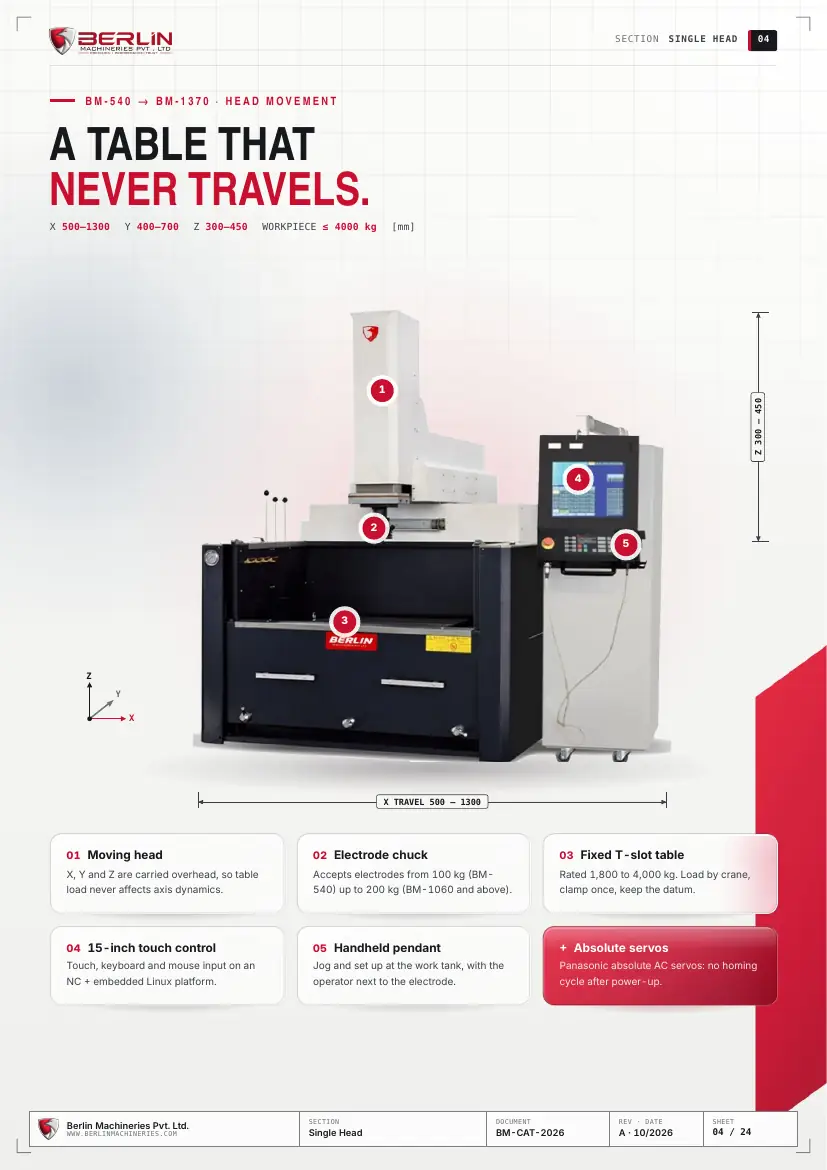 BERLIN
MACHINERIES PVT. LTD
SECTION SINGLE HEAD 04
BM-540 → BM-1370 · HEAD MOVEMENT
A TABLE THAT
NEVER TRAVELS.
X 500–1300 Y 400–700 Z 300–450 WORKPIECE ≤ 4000 kg [mm]
1
Z 300 – 450
4
2
5
3
BERLIN
Z
Y
X
X TRAVEL 500 – 1300
01 Moving head
X, Y and Z are carried overhead, so table
load never affects axis dynamics.
02 Electrode chuck
Accepts electrodes from 100 kg (BM-
540) up to 200 kg (BM-1060 and above).
03 Fixed T-slot table
Rated 1,800 to 4,000 kg. Load by crane,
clamp once, keep the datum.
04 15-inch touch control
Touch, keyboard and mouse input on an
NC + embedded Linux platform.
05 Handheld pendant
Jog and set up at the work tank, with the
operator next to the electrode.
+ Absolute servos
Panasonic absolute AC servos: no homing
cycle after power-up.
Berlin Machineries Pvt. Ltd.
WWW.BERLINMACHINERIES.COM
SECTION
Single Head
DOCUMENT
BM-CAT-2026
REV · DATE
A · 10/2026
SHEET
04 / 24